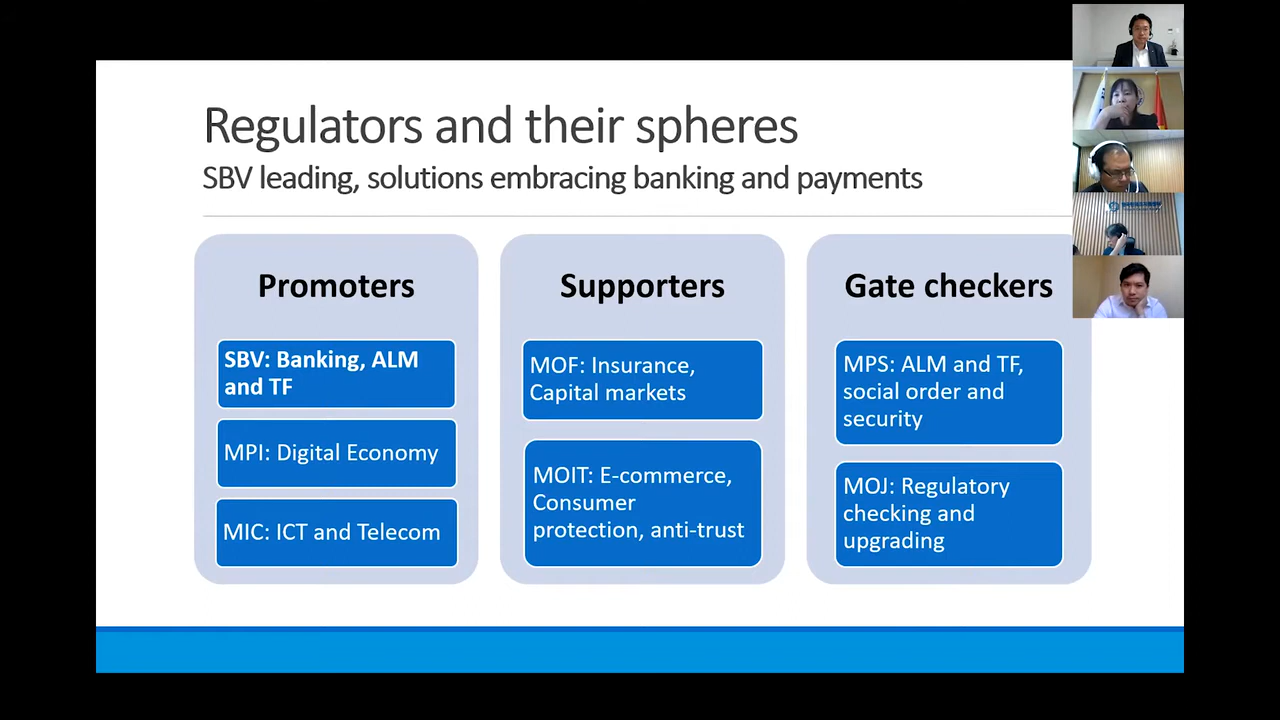 Regulators and their spheres
SBV leading, solutions embracing banking and payments
Promoters
SBV: Banking, ALM
and TF
MPI: Digital Economy
MIC: ICT and Telecom
Supporters
MOF: Insurance,
Capital markets
MOIT: E-commerce,
Consumer
protection, anti-trust
Gate checkers
MPS: ALM and TF,
social order and
security
MOJ: Regulatory
checking and
upgrading